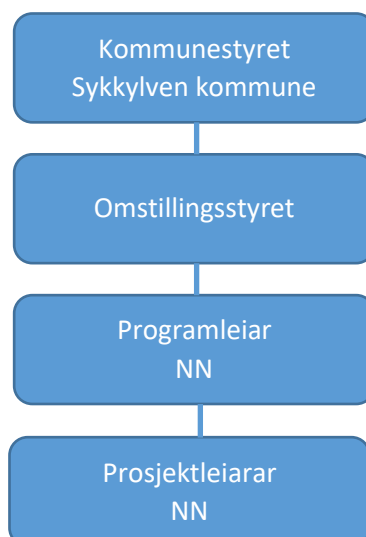 Kommunestyret
Sykkylven kommune
Omstillingsstyret
Programleiar
NN
Prosjektleiarar
NN